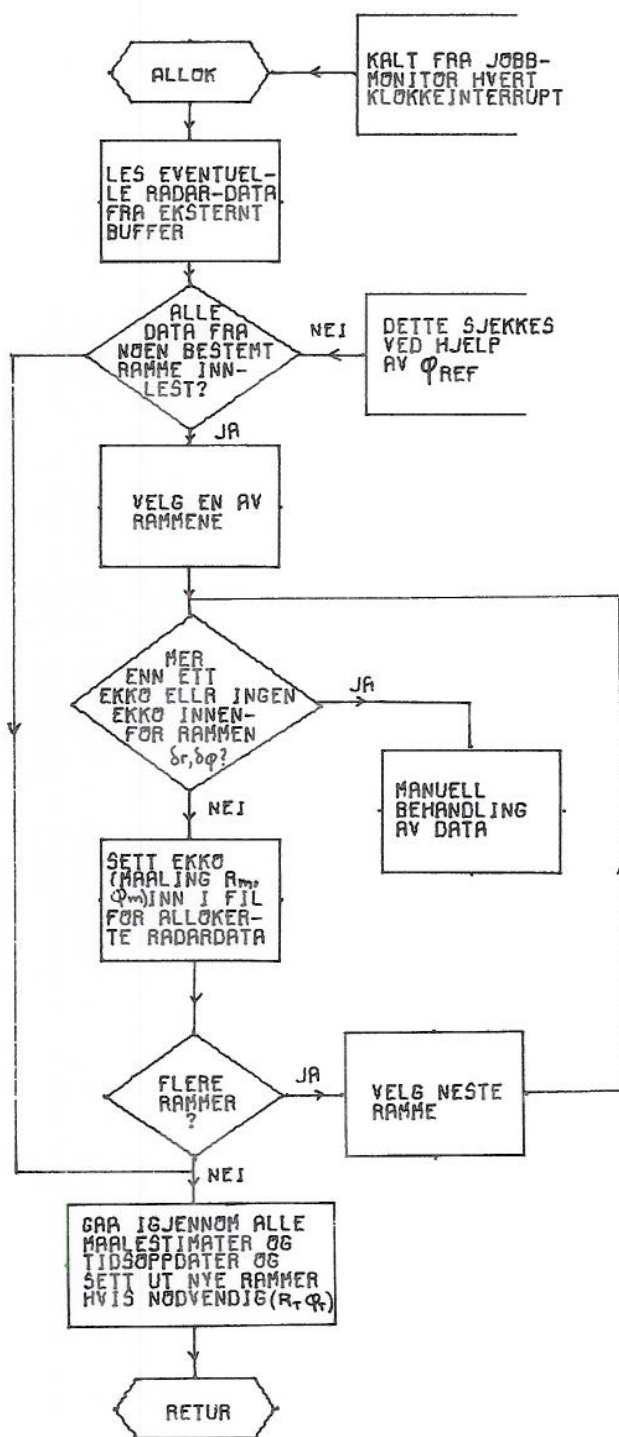 ALLOK
KALT FRA JOBB-
MONITOR HVERT
KLOKKEINTERRUPT
LES EVENTUEL-
LE RADAR-DATA
FRA EKSTERNT
BUFFER
ALLE
DATA FRA
NOEN BESTEMT
RAMME INN-
LEST?
NEI
DETTE SJEKKES
VED HJELP
AV φREF
JA
VELG EN AV
RAMMENE
MER
ENN ETT
EKKO ELLR INGEN
EKKO INNEN-
FOR RAMMEN
δr,δφ?
JA
NEI
MANUELL
BEHANDLING
AV DATA
SETT EKKO
(MAALING Rm,
φm)INN I FIL
FOR ALLOKER-
TE RADARDATA
FLERE
RAMMER
?
JA
VELG NESTE
RAMME
NEI
GAA IGJENNOM ALLE
MAALESTIMATER OG
TIDSOPPDATER OG
SETT UT NYE RAMMER
HVIS NODVENDIG(RT φT)
RETUR